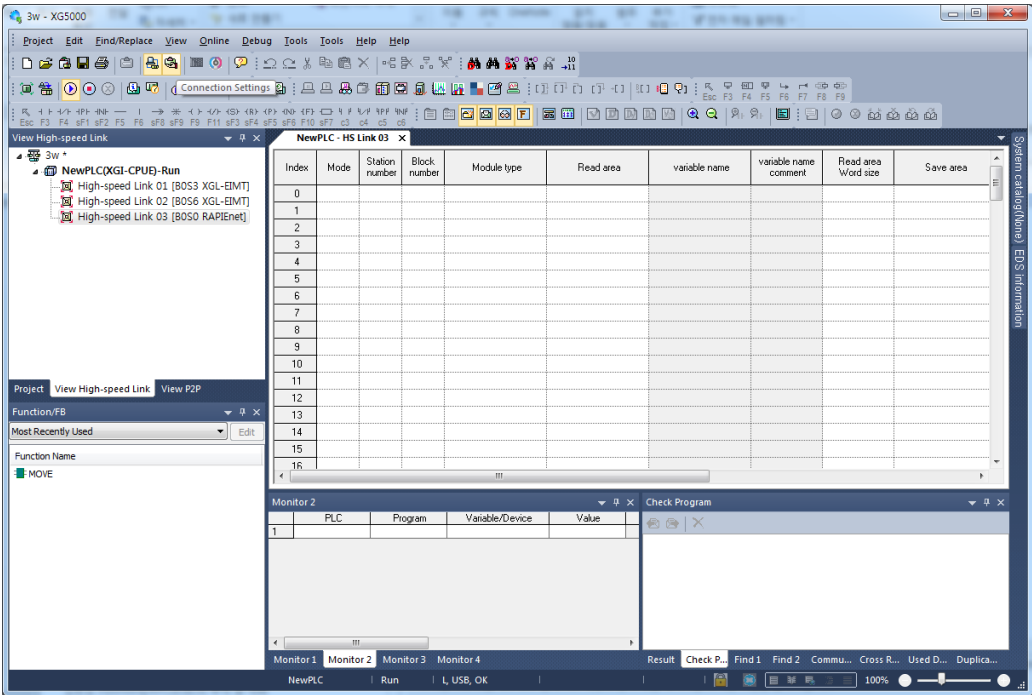 3w - XG5000
Project Edit Find/Replace View Online Debug Tools Tools Help Help
Connection Settings
Esc F3 F4 F5 F6 F7 F8 F9
Esc F3 F4 sF1 sF2 F5 F6 sF8 sF9 F9 F11 sF3 sF4 sF5 sF6 F10 sF7 c3 c4 c5 c6
View High-speed Link
3w *
NewPLC(XGI-CPUE)-Run
High-speed Link 01 [B0S3 XGL-EIMT]
High-speed Link 02 [B0S6 XGL-EIMT]
High-speed Link 03 [B0S0 RAPIEnet]
Project View High-speed Link View P2P
Function/FB
Most Recently Used Edit
Function Name
MOVE
NewPLC - HS Link 03
Index Mode Station number Block number Module type Read area variable name variable name comment Read area Word size Save area
0
1
2
3
4
5
6
7
8
9
10
11
12
13
14
15
16
System catalog(None) EDS information
Monitor 2
PLC Program Variable/Device Value
1
Monitor 1 Monitor 2 Monitor 3 Monitor 4
Check Program
Result Check P... Find 1 Find 2 Commu... Cross R... Used D... Duplica...
NewPLC Run L, USB, OK 100%